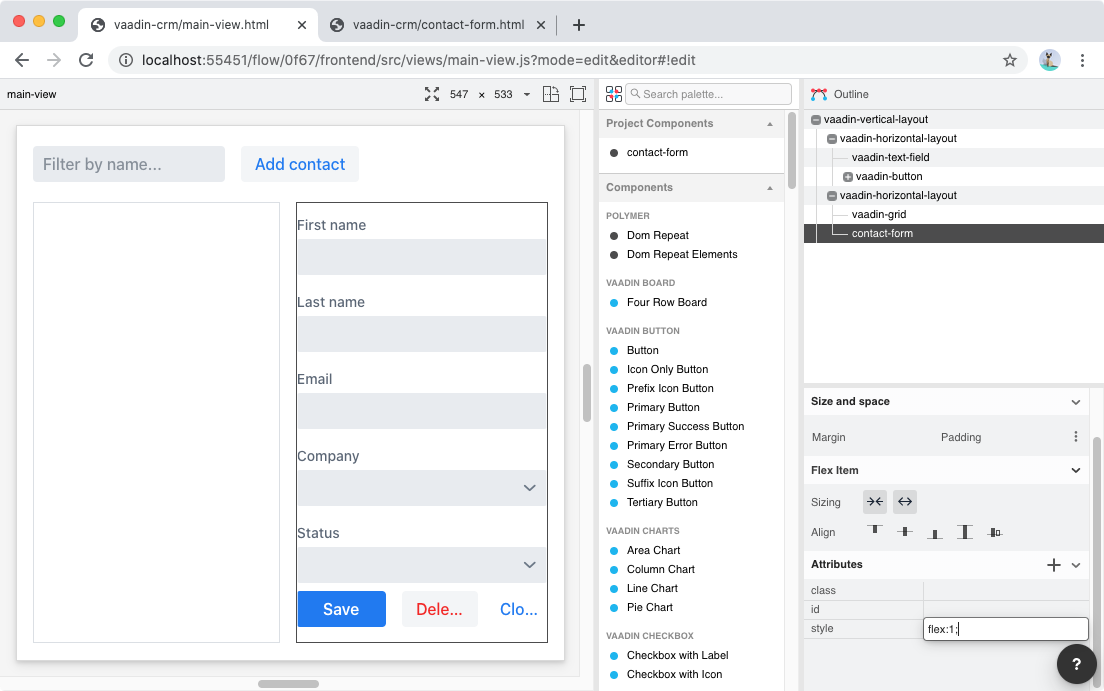 vaadin-crm/main-view.html
vaadin-crm/contact-form.html
localhost:55451/flow/0f67/frontend/src/views/main-view.js?mode=edit&editor#!edit
main-view
547 × 533
Search palette...
Outline
Filter by name...
Add contact
First name
Last name
Email
Company
Status
Save
Dele...
Clo...
Project Components
contact-form
Components
POLYMER
Dom Repeat
Dom Repeat Elements
VAADIN BOARD
Four Row Board
VAADIN BUTTON
Button
Icon Only Button
Prefix Icon Button
Primary Button
Primary Success Button
Primary Error Button
Secondary Button
Suffix Icon Button
Tertiary Button
VAADIN CHARTS
Area Chart
Column Chart
Line Chart
Pie Chart
VAADIN CHECKBOX
Checkbox with Label
Checkbox with Icon
vaadin-vertical-layout
vaadin-horizontal-layout
vaadin-text-field
vaadin-button
vaadin-horizontal-layout
vaadin-grid
contact-form
Size and space
Margin Padding
Flex Item
Sizing
Align
Attributes
class
id
style flex:1;
?